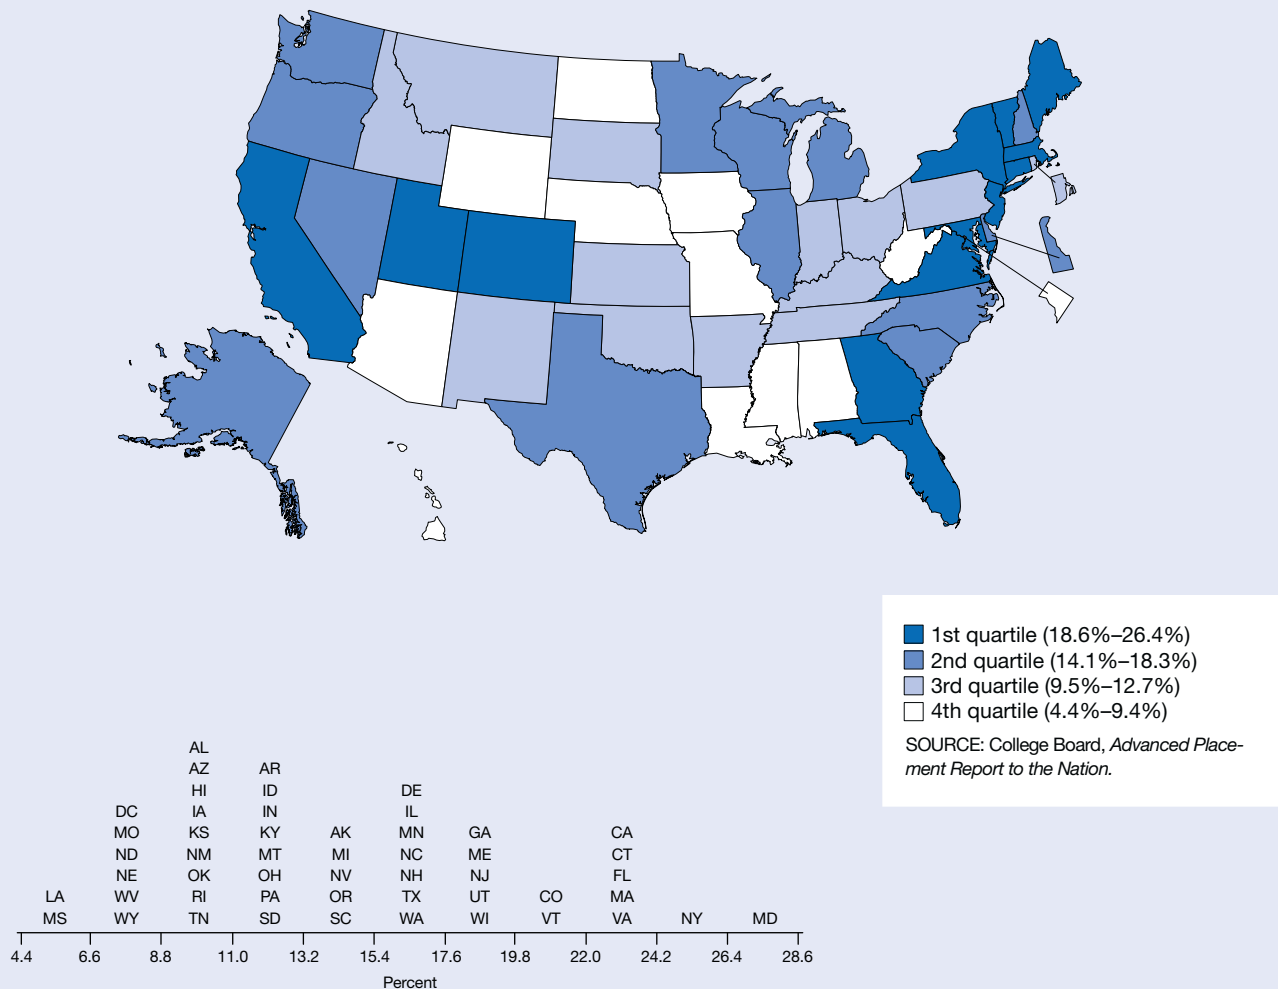 1st quartile (18.6%–26.4%)
2nd quartile (14.1%–18.3%)
3rd quartile (9.5%–12.7%)
4th quartile (4.4%–9.4%)
SOURCE: College Board, Advanced Place-
ment Report to the Nation.
AL
AZ AR
HI ID DE
DC IA IN IL
MO KS KY AK MN GA CA
ND NM MT MI NC ME CT
NE OK OH NV NH NJ FL
LA WV RI PA OR TX UT CO MA
MS WY TN SD SC WA WI VT VA NY MD
4.4 6.6 8.8 11.0 13.2 15.4 17.6 19.8 22.0 24.2 26.4 28.6
Percent